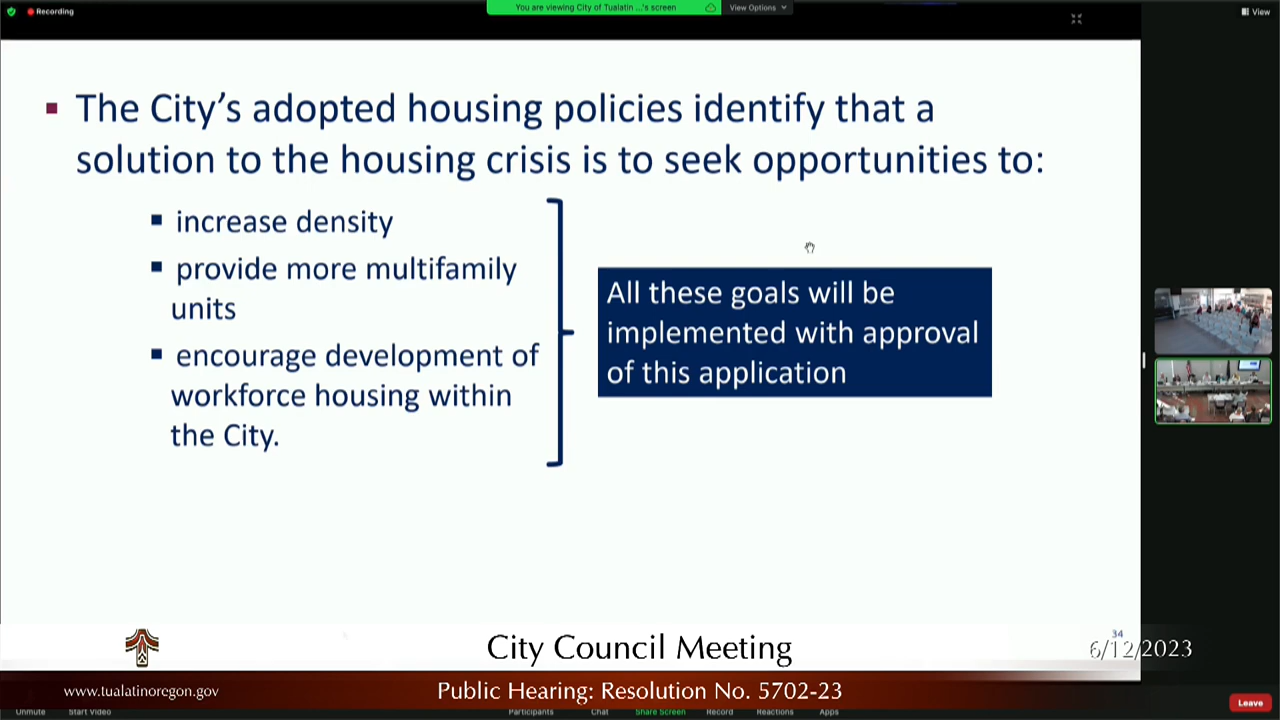 Recording
You are viewing City of Tualatin ...'s screen
View Options
View
▪ The City's adopted housing policies identify that a
solution to the housing crisis is to seek opportunities to:
▪ increase density
▪ provide more multifamily
units
▪ encourage development of
workforce housing within
the City.
All these goals will be
implemented with approval
of this application
34
City Council Meeting
6/12/2023
www.tualatinoregon.gov
Public Hearing: Resolution No. 5702-23
Unmute
Start Video
Participants
Chat
Share Screen
Record
Reactions
Apps
Leave